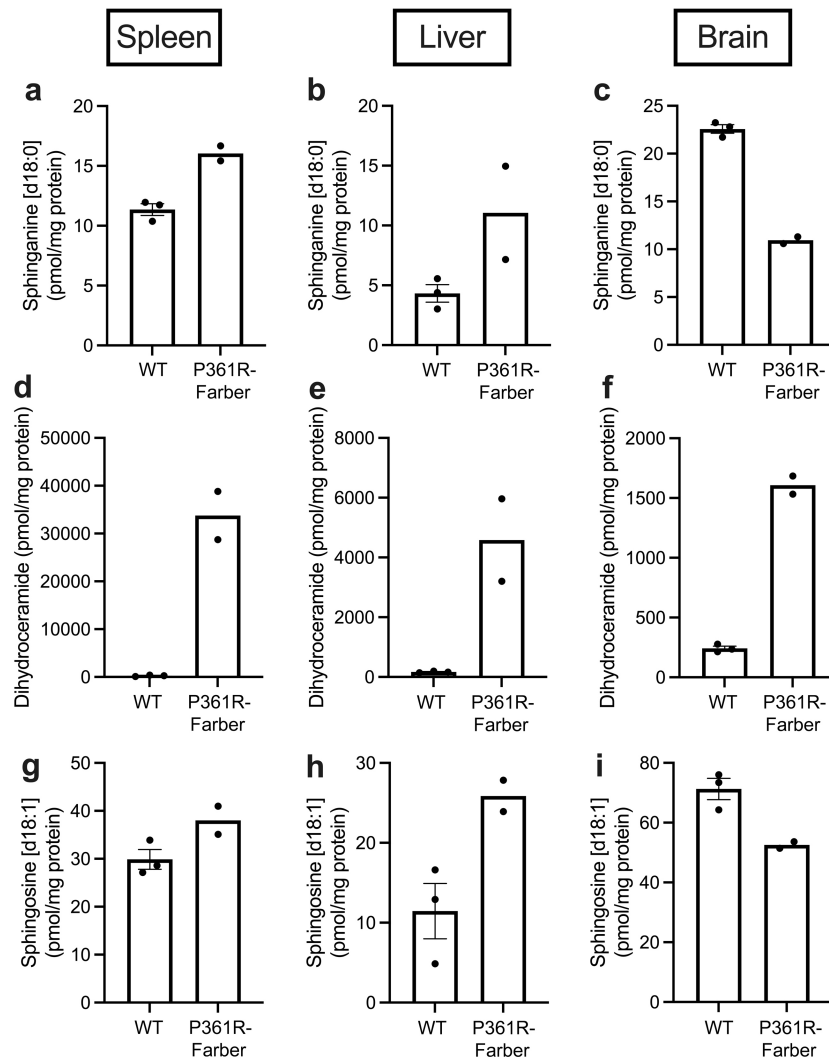 Spleen
Liver
Brain
a
Sphinganine [d18:0]
(pmol/mg protein)
20
15
10
5
0
WT
P361R-
Farber
b
Sphinganine [d18:0]
(pmol/mg protein)
20
15
10
5
0
WT
P361R-
Farber
c
Sphinganine [d18:0]
(pmol/mg protein)
25
20
15
10
5
0
WT
P361R-
Farber
d
Dihydroceramide (pmol/mg protein)
50000
40000
30000
20000
10000
0
WT
P361R-
Farber
e
Dihydroceramide (pmol/mg protein)
8000
6000
4000
2000
0
WT
P361R-
Farber
f
Dihydroceramide (pmol/mg protein)
2000
1500
1000
500
0
WT
P361R-
Farber
g
Sphingosine [d18:1]
(pmol/mg protein)
50
40
30
20
10
0
WT
P361R-
Farber
h
Sphingosine [d18:1]
(pmol/mg protein)
30
20
10
0
WT
P361R-
Farber
i
Sphingosine [d18:1]
(pmol/mg protein)
80
60
40
20
0
WT
P361R-
Farber